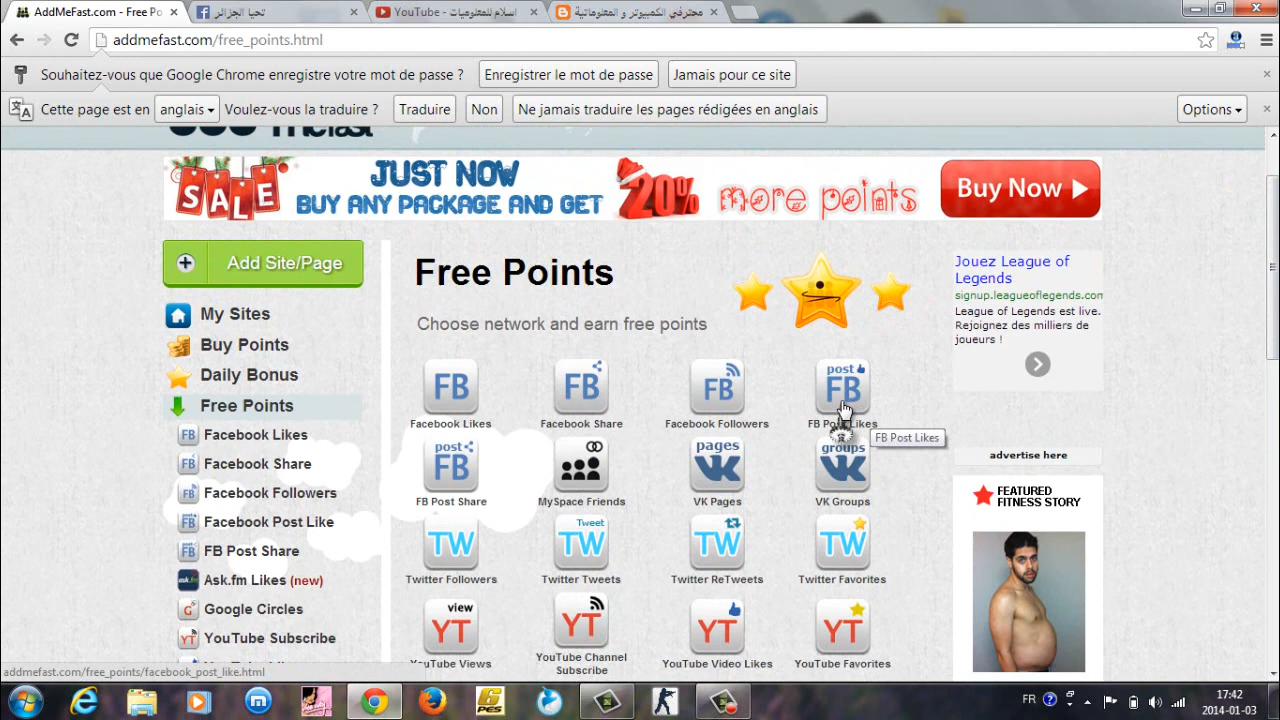 AddMeFast.com - Free Po
تحيا الجزائر
YouTube - اسلام للمعلوميات
محترفي الكمبيوتر و المعلوماتية
addmefast.com/free_points.html
Souhaitez-vous que Google Chrome enregistre votre mot de passe ?
Enregistrer le mot de passe
Jamais pour ce site
Cette page est en
anglais
Voulez-vous la traduire ?
Traduire
Non
Ne jamais traduire les pages rédigées en anglais
Options
SALE
JUST NOW
BUY ANY PACKAGE AND GET
20%
more points
Buy Now
Add Site/Page
My Sites
Buy Points
Daily Bonus
Free Points
Facebook Likes
Facebook Share
Facebook Followers
Facebook Post Like
FB Post Share
Ask.fm Likes (new)
Google Circles
YouTube Subscribe
Free Points
Choose network and earn free points
FB
Facebook Likes
FB
Facebook Share
FB
Facebook Followers
post
FB
FB Post Likes
FB Post Likes
post
FB
FB Post Share
MySpace Friends
pages
VK Pages
groups
VK Groups
TW
Twitter Followers
Tweet
TW
Twitter Tweets
TW
Twitter ReTweets
TW
Twitter Favorites
view
YT
YouTube Views
YT
YouTube Channel
Subscribe
YT
YouTube Video Likes
YT
YouTube Favorites
Jouez League of
Legends
signup.leagueoflegends.com
League of Legends est live.
Rejoignez des milliers de
joueurs !
advertise here
FEATURED
FITNESS STORY
addmefast.com/free_points/facebook_post_like.html
6
PES
FR
17:42
2014-01-03